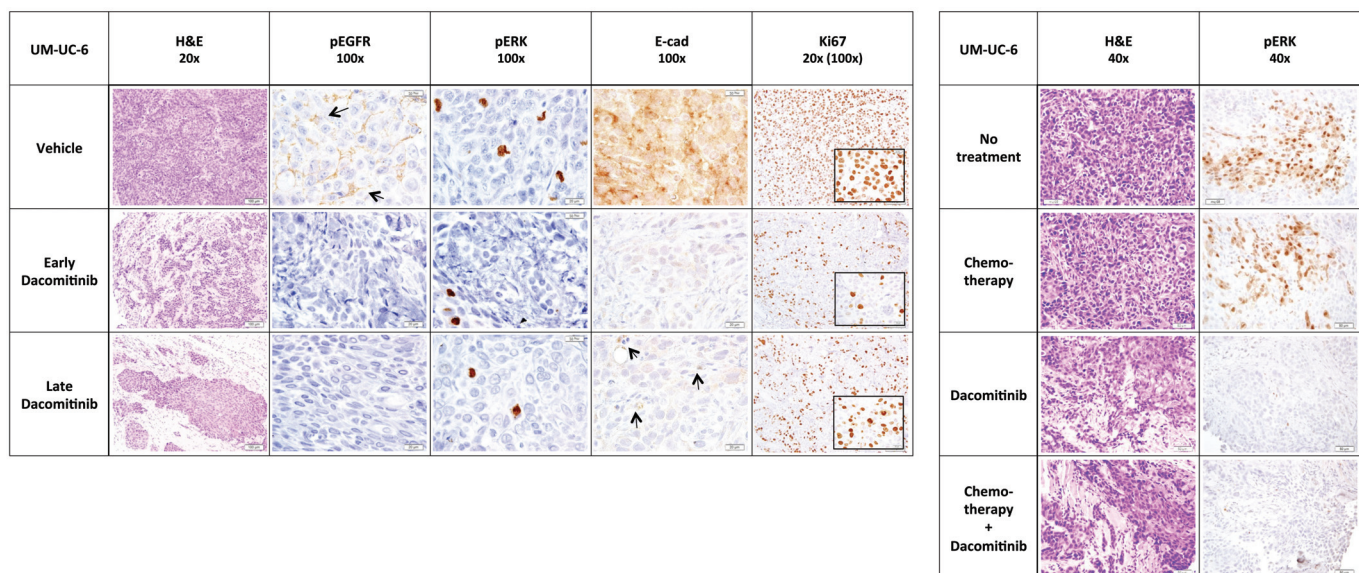 UM-UC-6
H&E
20x
pEGFR
100x
pERK
100x
E-cad
100x
Ki67
20x (100x)
Vehicle
Early
Dacomitinib
Late
Dacomitinib
UM-UC-6
H&E
40x
pERK
40x
No
treatment
Chemo-
therapy
Dacomitinib
Chemo-
therapy
+
Dacomitinib